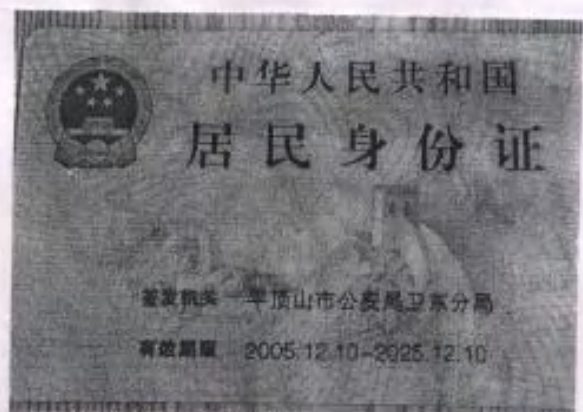 中华人民共和国
居民身份证
签发机关 平顶山市公安局卫东分局
有效期限 2005.12.10-2025.12.10